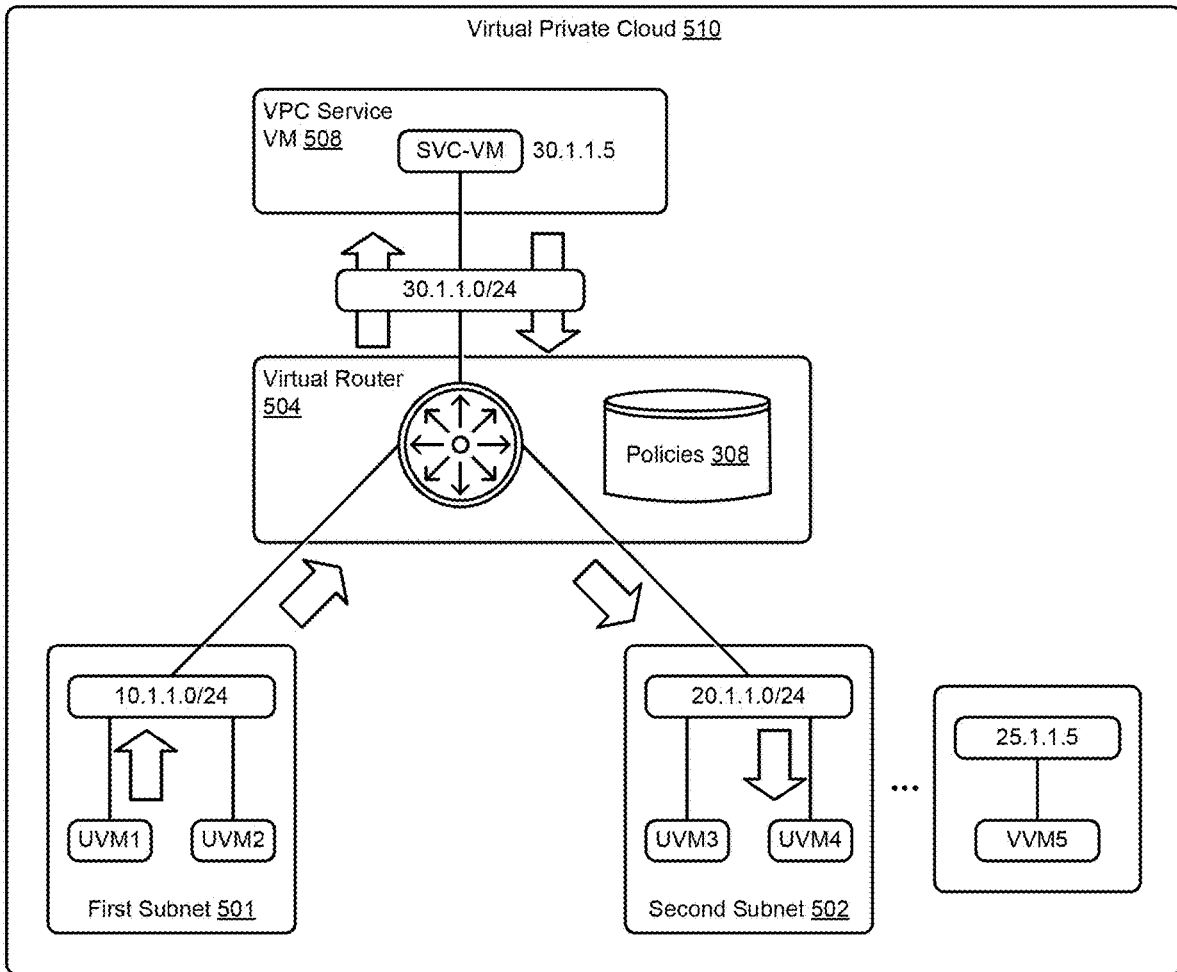 Virtual Private Cloud 510
VPC Service
VM 508
SVC-VM 30.1.1.5
30.1.1.0/24
Virtual Router
504
Policies 308
10.1.1.0/24
UVM1 UVM2
First Subnet 501
20.1.1.0/24
UVM3 UVM4
Second Subnet 502
...
25.1.1.5
VVM5